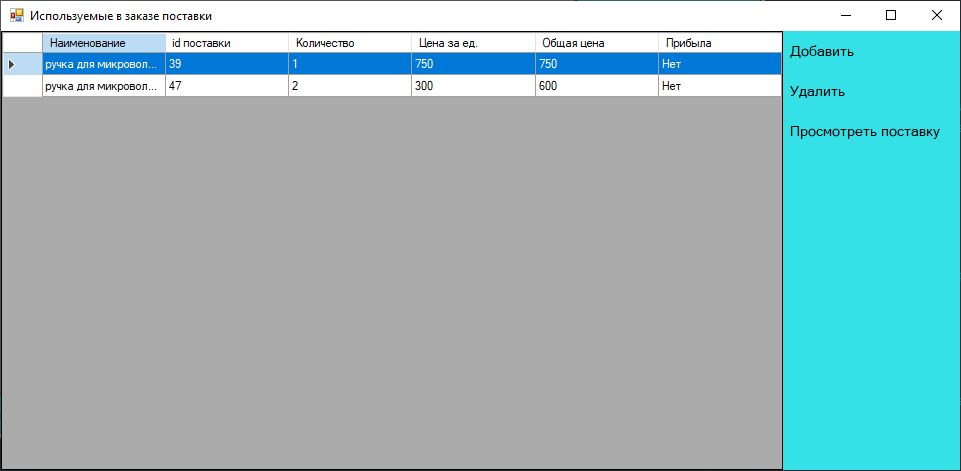 Используемые в заказе поставки
Наименование id поставки Количество Цена за ед. Общая цена Прибыла
ручка для микровол... 39 1 750 750 Нет
ручка для микровол... 47 2 300 600 Нет
Добавить
Удалить
Просмотреть поставку